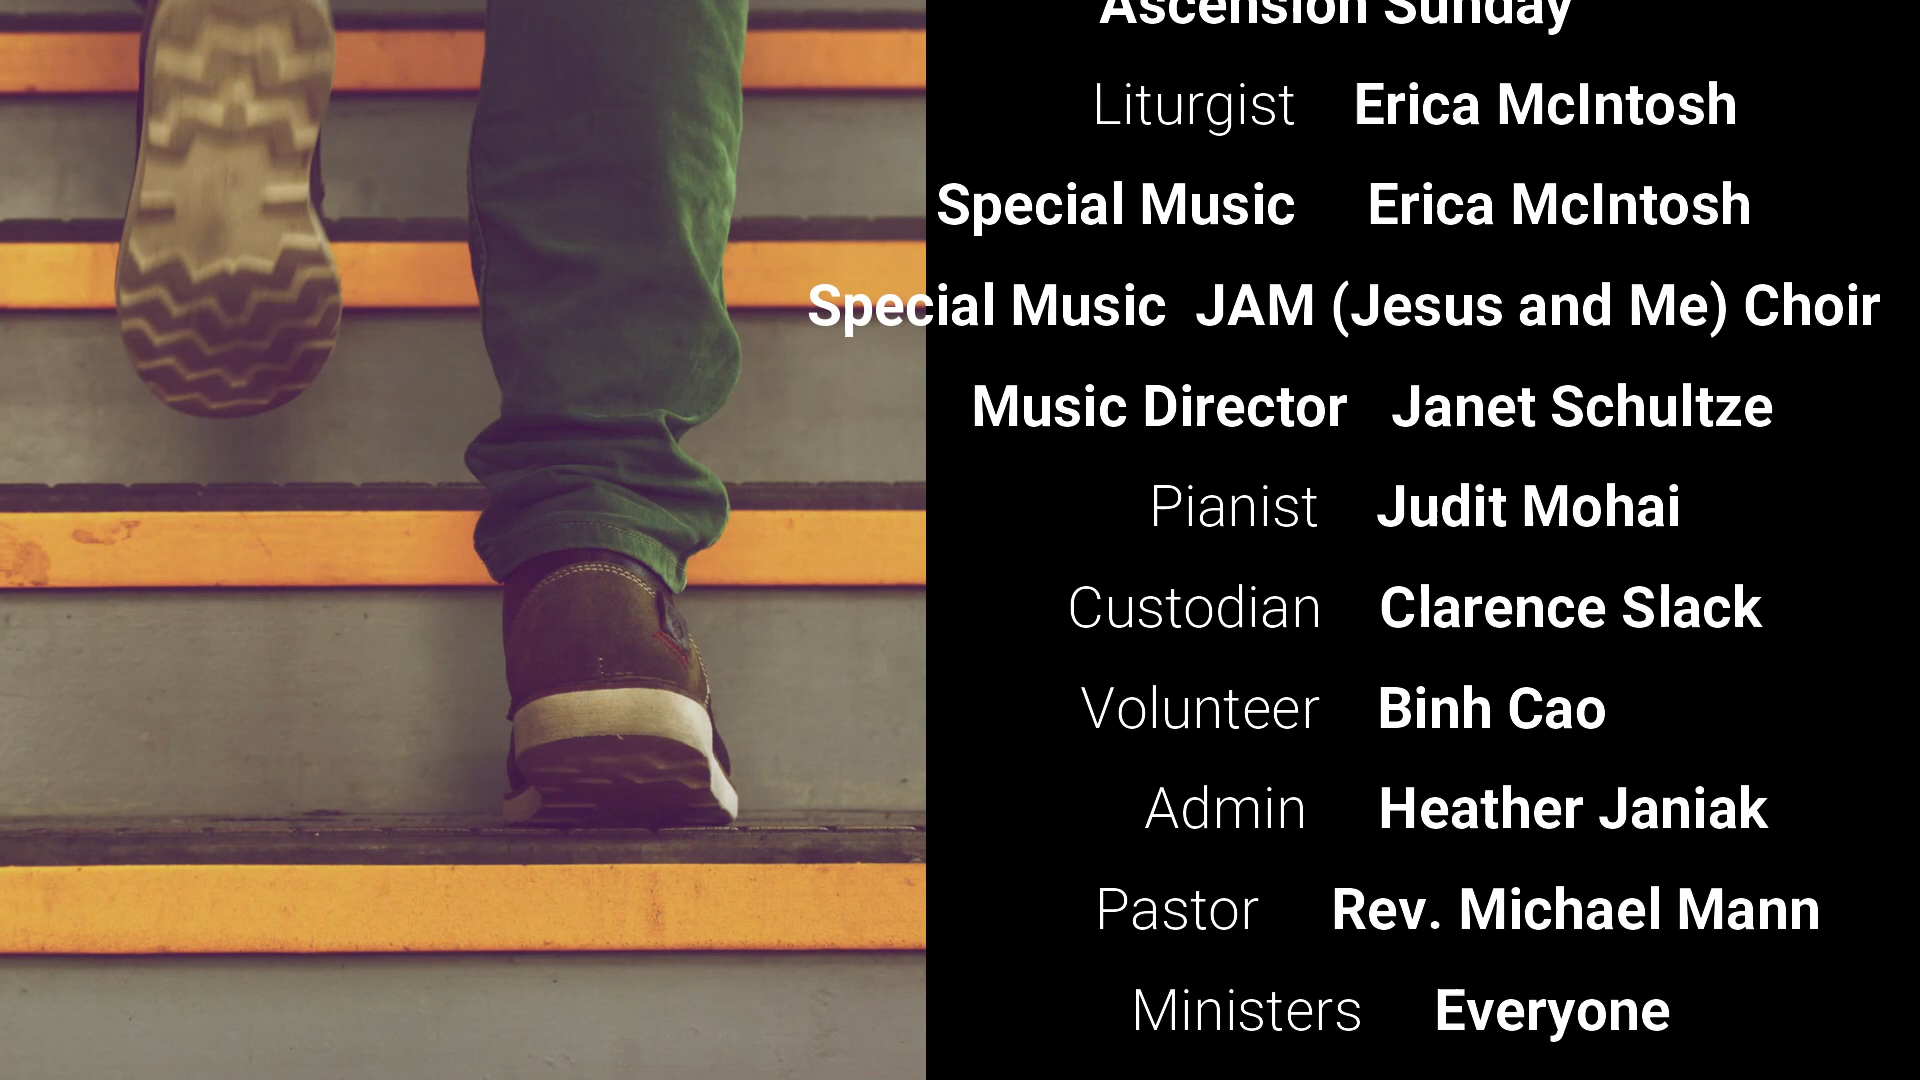 Ascension Sunday
Liturgist Erica McIntosh
Special Music Erica McIntosh
Special Music JAM (Jesus and Me) Choir
Music Director Janet Schultze
Pianist Judit Mohai
Custodian Clarence Slack
Volunteer Binh Cao
Admin Heather Janiak
Pastor Rev. Michael Mann
Ministers Everyone